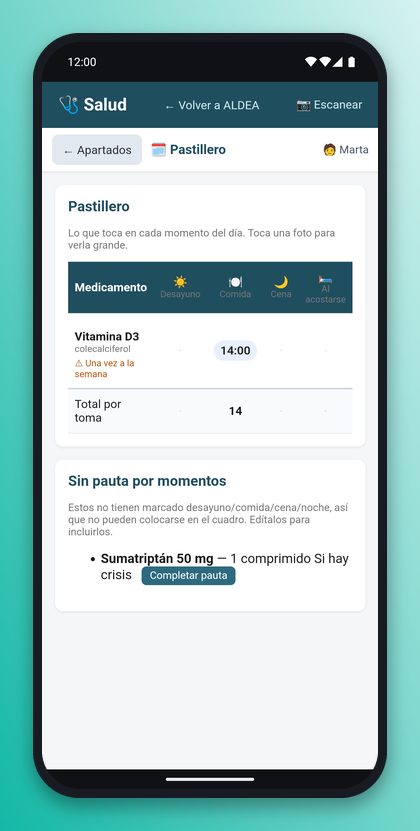 12:00
Salud
← Volver a ALDEA
Escanear
← Apartados
Pastillero
Marta
Pastillero
Lo que toca en cada momento del día. Toca una foto para
verla grande.
Medicamento
Desayuno
Comida
Cena
Al
acostarse
Vitamina D3
colecalciferol
⚠ Una vez a la
semana
-
14:00
-
-
Total por
toma
-
14
-
-
Sin pauta por momentos
Estos no tienen marcado desayuno/comida/cena/noche, así
que no pueden colocarse en el cuadro. Edítalos para
incluirlos.
• Sumatriptán 50 mg — 1 comprimido Si hay
crisis Completar pauta